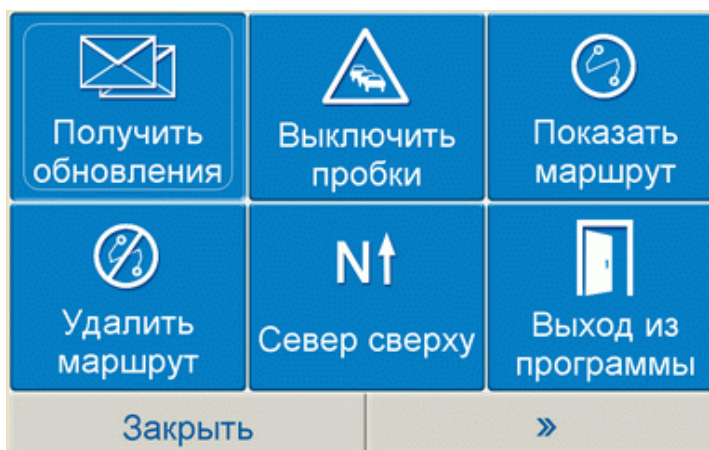 Получить
обновления
Выключить
пробки
Показать
маршрут
Удалить
маршрут
N
Север сверху
Выход из
программы
Закрыть
»